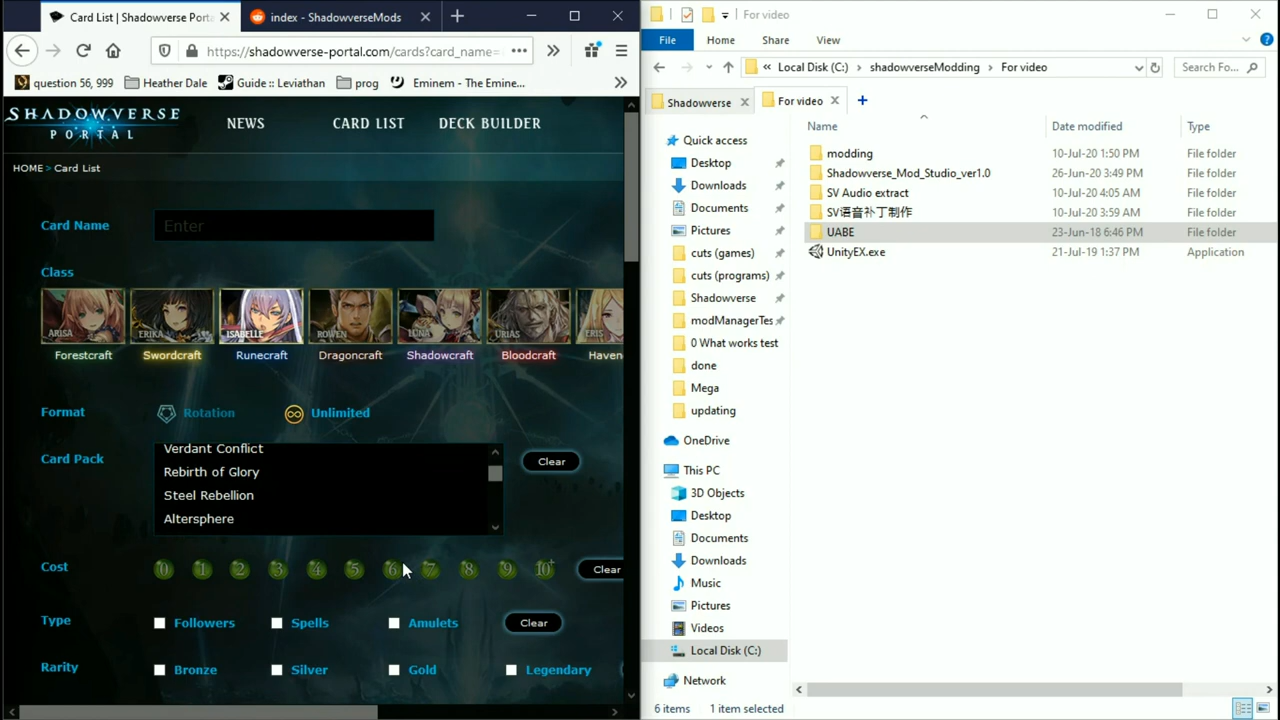 Card List | Shadowverse Porta
index - ShadowverseMods
https://shadowverse-portal.com/cards?card_name=
question 56, 999
Heather Dale
Guide :: Leviathan
prog
Eminem - The Emine...
SHADOWVERSE
PORTAL
NEWS
CARD LIST
DECK BUILDER
HOME > Card List
Card Name
Enter
Class
ARISA
ERIKA
ISABELLE
ROWEN
LUNA
URIAS
ERIS
Forestcraft
Swordcraft
Runecraft
Dragoncraft
Shadowcraft
Bloodcraft
Haven
Format
Rotation
Unlimited
Card Pack
Verdant Conflict
Rebirth of Glory
Steel Rebellion
Altersphere
Clear
Cost
0 1 2 3 4 5 6 7 8 9 10+
Clear
Type
Followers
Spells
Amulets
Clear
Rarity
Bronze
Silver
Gold
Legendary
For video
File
Home
Share
View
« Local Disk (C:) > shadowverseModding > For video
Search Fo...
Shadowverse
For video
Quick access
Desktop
Downloads
Documents
Pictures
cuts (games)
cuts (programs)
Shadowverse
modManagerTes
0 What works test
done
Mega
updating
OneDrive
This PC
3D Objects
Desktop
Documents
Downloads
Music
Pictures
Videos
Local Disk (C:)
Network
Name
Date modified
Type
modding
10-Jul-20 1:50 PM
File folder
Shadowverse_Mod_Studio_ver1.0
26-Jun-20 3:49 PM
File folder
SV Audio extract
10-Jul-20 4:05 AM
File folder
SV语音补丁制作
10-Jul-20 3:59 AM
File folder
UABE
23-Jun-18 6:46 PM
File folder
UnityEX.exe
21-Jul-19 1:37 PM
Application
6 items
1 item selected